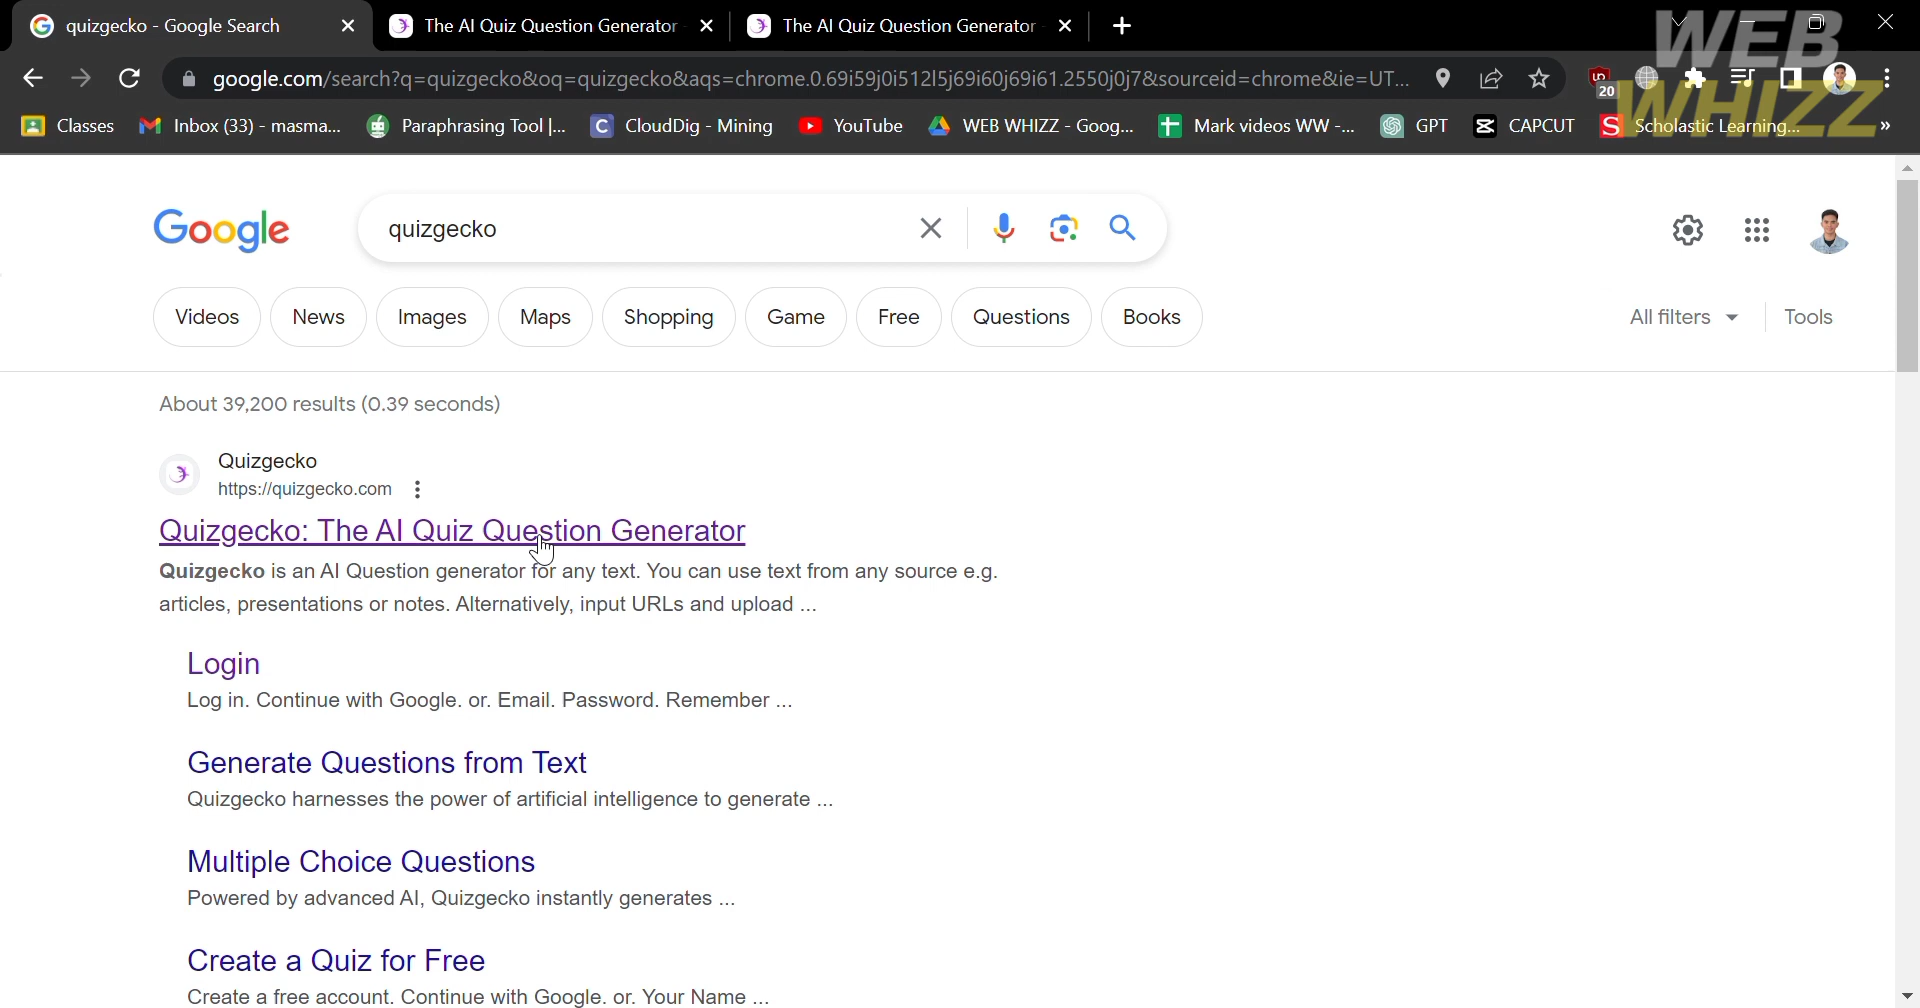 quizgecko - Google Search The AI Quiz Question Generator The AI Quiz Question Generator
google.com/search?q=quizgecko&oq=quizgecko&aqs=chrome.0.69i59j0i512l5j69i60j69i61.2550j0j7&sourceid=chrome&ie=UT... 20
WEB
WHIZZ
Classes Inbox (33) - masma... Paraphrasing Tool |... CloudDig - Mining YouTube WEB WHIZZ - Goog... Mark videos WW -... GPT CAPCUT Scholastic Learning... »
Google quizgecko
Videos News Images Maps Shopping Game Free Questions Books All filters Tools
About 39,200 results (0.39 seconds)
Quizgecko
https://quizgecko.com
Quizgecko: The AI Quiz Question Generator
Quizgecko is an AI Question generator for any text. You can use text from any source e.g.
articles, presentations or notes. Alternatively, input URLs and upload ...
Login
Log in. Continue with Google. or. Email. Password. Remember ...
Generate Questions from Text
Quizgecko harnesses the power of artificial intelligence to generate ...
Multiple Choice Questions
Powered by advanced AI, Quizgecko instantly generates ...
Create a Quiz for Free
Create a free account. Continue with Google. or. Your Name ...